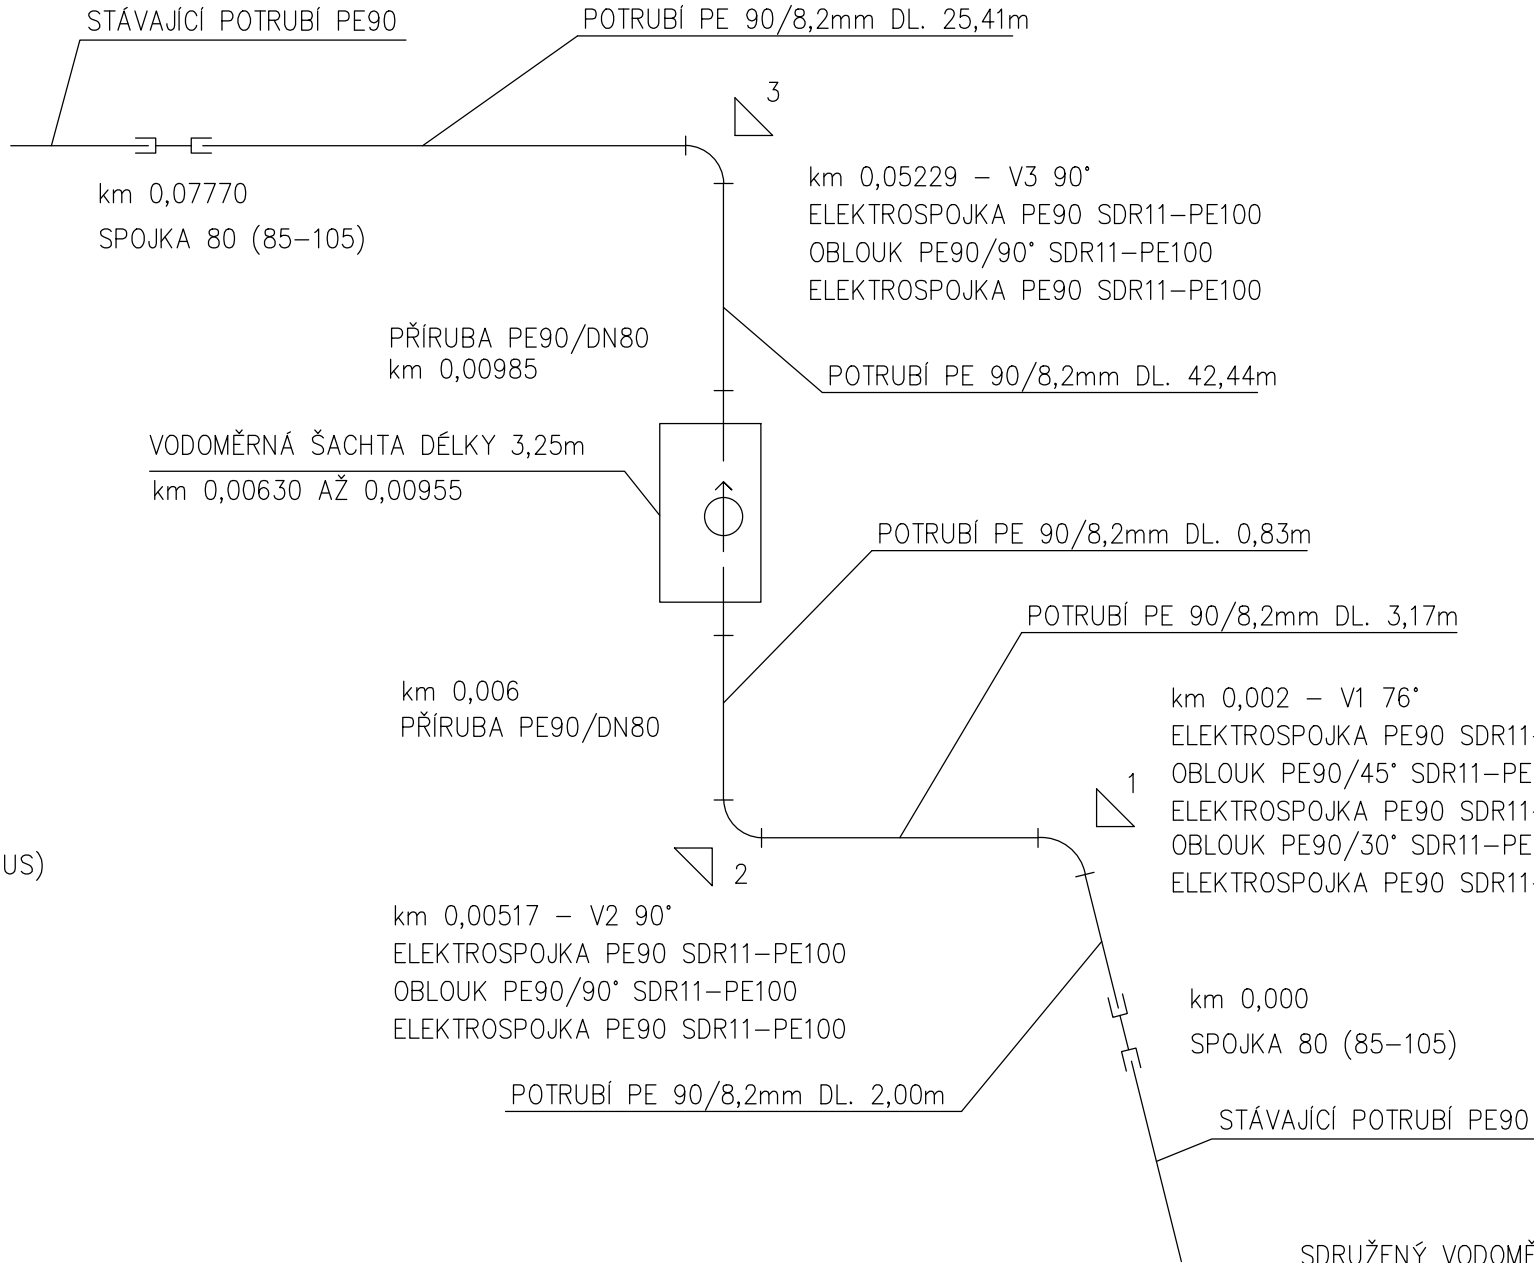 STÁVAJÍCÍ POTRUBÍ PE90
POTRUBÍ PE 90/8,2mm DL. 25,41m
3
km 0,07770
SPOJKA 80 (85-105)
km 0,05229 - V3 90°
ELEKTROSPOJKA PE90 SDR11-PE100
OBLOUK PE90/90° SDR11-PE100
ELEKTROSPOJKA PE90 SDR11-PE100
PŘÍRUBA PE90/DN80
km 0,00985
POTRUBÍ PE 90/8,2mm DL. 42,44m
VODOMĚRNÁ ŠACHTA DÉLKY 3,25m
km 0,00630 AŽ 0,00955
POTRUBÍ PE 90/8,2mm DL. 0,83m
POTRUBÍ PE 90/8,2mm DL. 3,17m
km 0,006
PŘÍRUBA PE90/DN80
km 0,002 - V1 76°
ELEKTROSPOJKA PE90 SDR11-
OBLOUK PE90/45° SDR11-PE
ELEKTROSPOJKA PE90 SDR11-
OBLOUK PE90/30° SDR11-PE
ELEKTROSPOJKA PE90 SDR11-
1
US)
2
km 0,00517 - V2 90°
ELEKTROSPOJKA PE90 SDR11-PE100
OBLOUK PE90/90° SDR11-PE100
ELEKTROSPOJKA PE90 SDR11-PE100
km 0,000
SPOJKA 80 (85-105)
POTRUBÍ PE 90/8,2mm DL. 2,00m
STÁVAJÍCÍ POTRUBÍ PE90
SDRUŽENÝ VODOMĚ